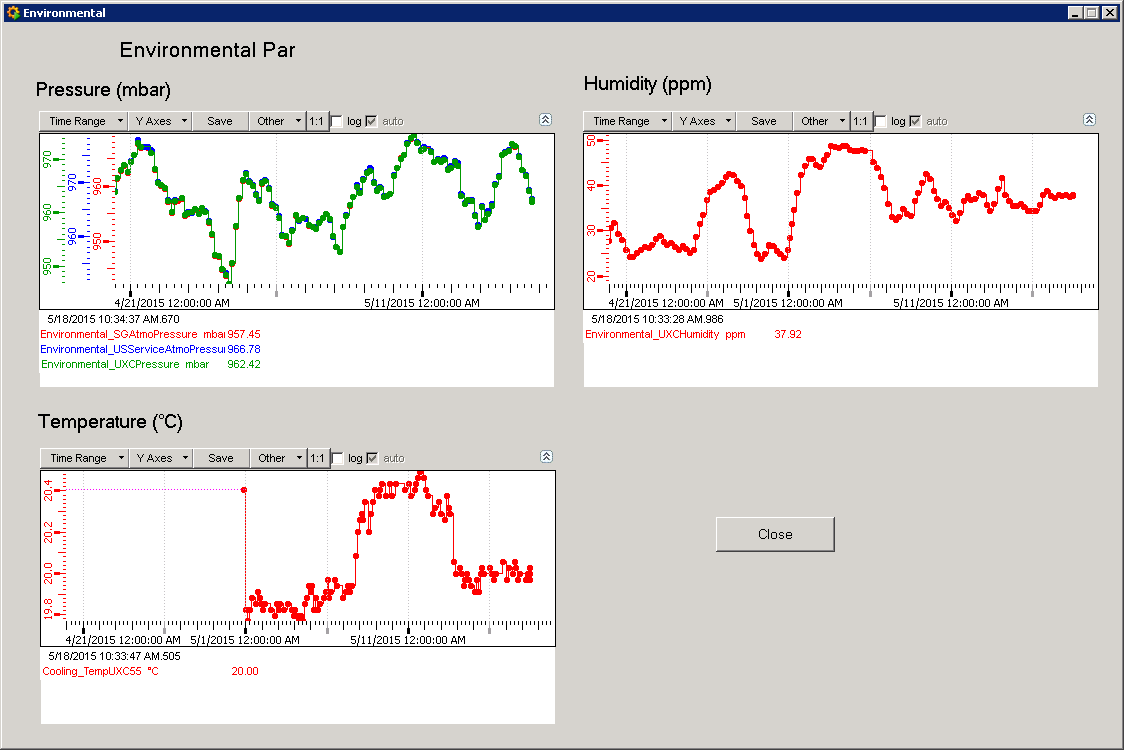 Environmental
Environmental Par
Pressure (mbar)
Time Range Y Axes Save Other 1:1 log auto
970
960
950
970
960
960
950
4/21/2015 12:00:00 AM 5/11/2015 12:00:00 AM
5/18/2015 10:34:37 AM.670
Environmental_SGAtmoPressure mbar 957.45
Environmental_USServiceAtmoPressu 966.78
Environmental_UXCPressure mbar 962.42
Humidity (ppm)
Time Range Y Axes Save Other 1:1 log auto
50
40
30
20
4/21/2015 12:00:00 AM 5/1/2015 12:00:00 AM 5/11/2015 12:00:00 AM
5/18/2015 10:33:28 AM.986
Environmental_UXCHumidity ppm 37.92
Temperature (°C)
Time Range Y Axes Save Other 1:1 log auto
20.4
20.2
20.0
19.8
4/21/2015 12:00:00 AM 5/1/2015 12:00:00 AM 5/11/2015 12:00:00 AM
5/18/2015 10:33:47 AM.505
Cooling_TempUXC55 °C 20.00
Close